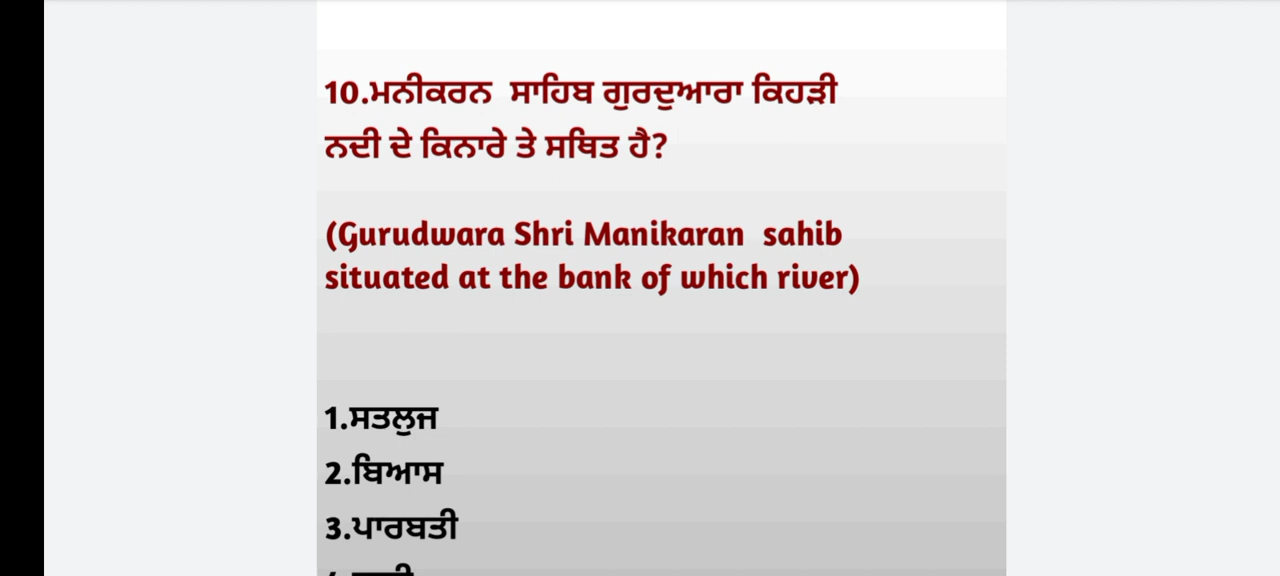 10.ਮਨੀਕਰਨ  ਸਾਹਿਬ ਗੁਰਦੁਆਰਾ ਕਿਹੜੀ
ਨਦੀ ਦੇ ਕਿਨਾਰੇ ਤੇ ਸਥਿਤ ਹੈ?
(Gurudwara Shri Manikaran  sahib
situated at the bank of which river)
1.ਸਤਲੁਜ
2.ਬਿਆਸ
3.ਪਾਰਬਤੀ